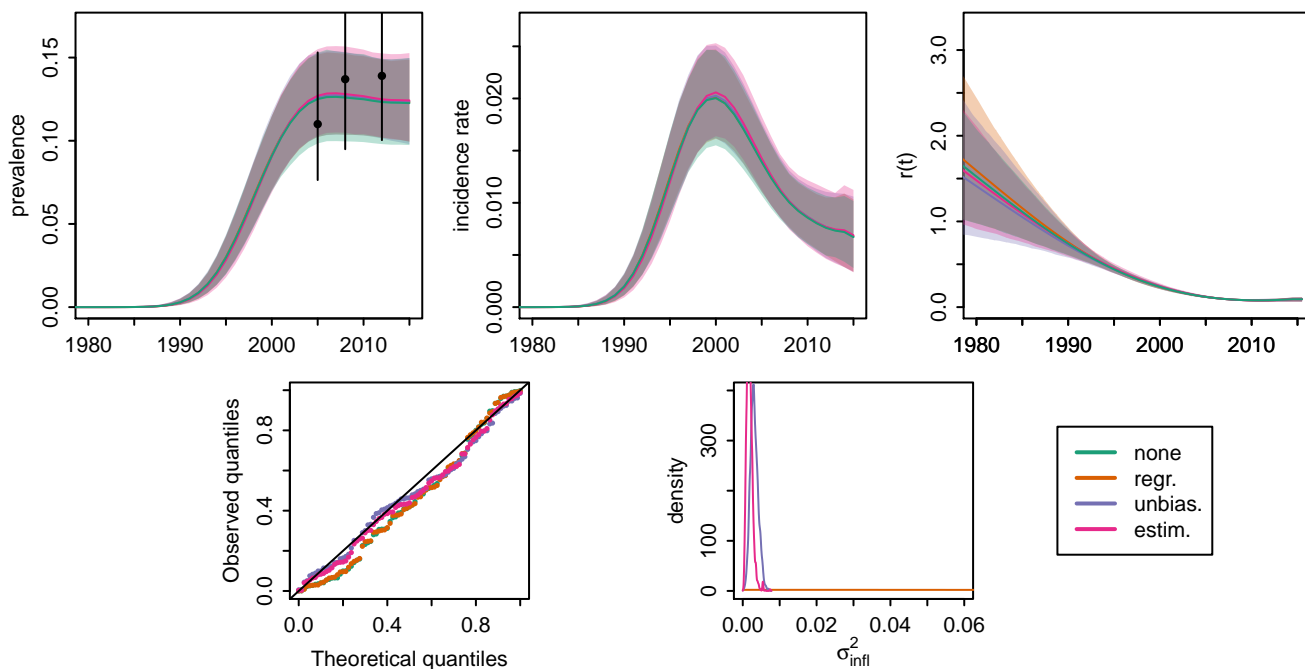 prevalence
0.00 0.05 0.10 0.15
1980 1990 2000 2010
incidence rate
0.000 0.010 0.020
1980 1990 2000 2010
r(t)
0.0 1.0 2.0 3.0
1980 1990 2000 2010
Observed quantiles
0.0 0.4 0.8
0.0 0.4 0.8
Theoretical quantiles
density
0 100 300
0.00 0.02 0.04 0.06
σ²infl
none
regr.
unbias.
estim.